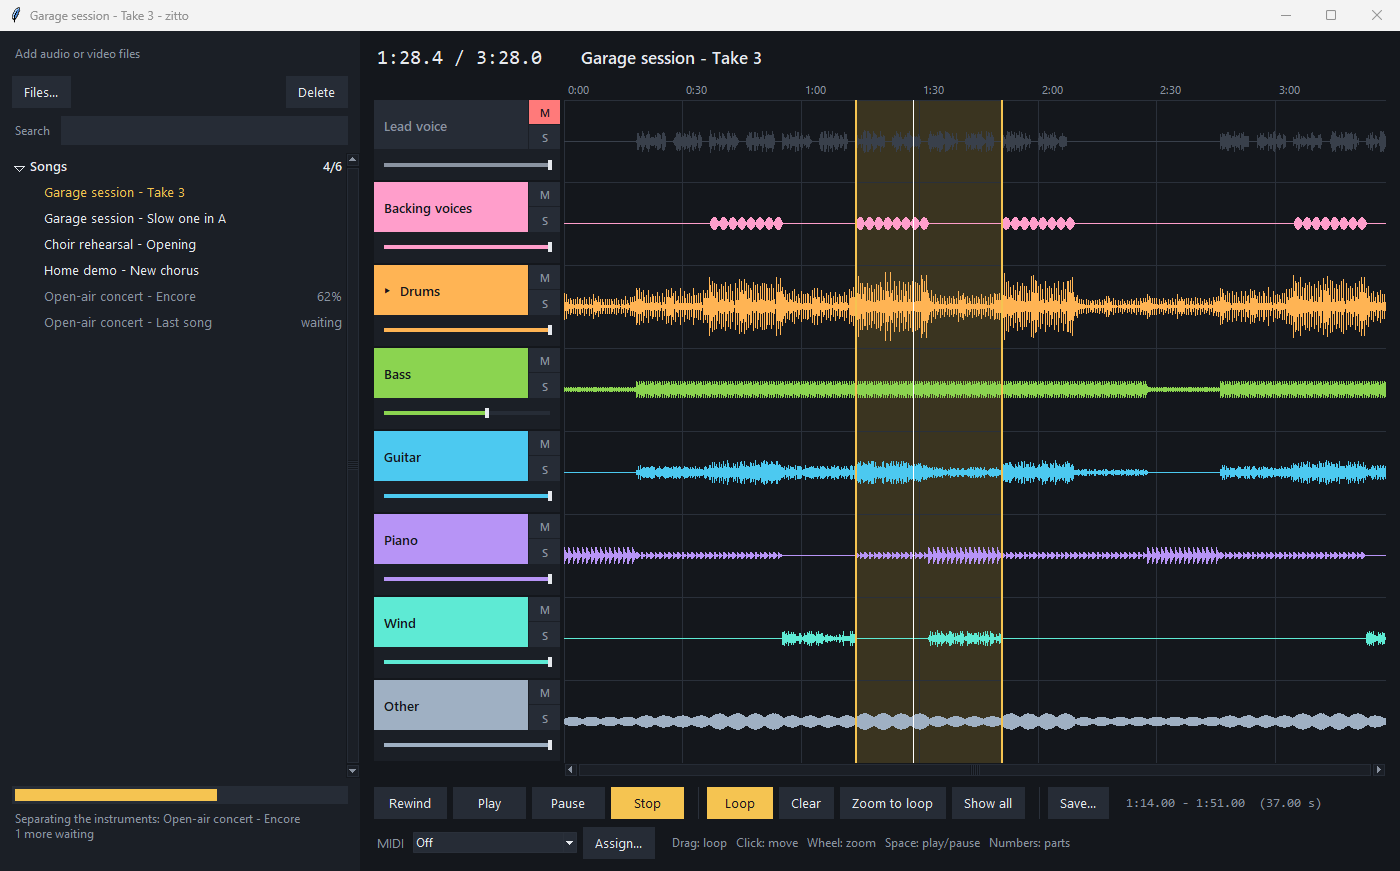 Garage session - Take 3 - zitto
Add audio or video files
Files...
Delete
Search
Songs 4/6
Garage session - Take 3
Garage session - Slow one in A
Choir rehearsal - Opening
Home demo - New chorus
Open-air concert - Encore 62%
Open-air concert - Last song waiting
Separating the instruments: Open-air concert - Encore
1 more waiting
1:28.4 / 3:28.0 Garage session - Take 3
0:00 0:30 1:00 1:30 2:00 2:30 3:00
Lead voice M
S
Backing voices M
S
Drums M
S
Bass M
S
Guitar M
S
Piano M
S
Wind M
S
Other M
S
Rewind Play Pause Stop Loop Clear Zoom to loop Show all Save... 1:14.00 - 1:51.00 (37.00 s)
MIDI Off Assign... Drag: loop Click: move Wheel: zoom Space: play/pause Numbers: parts